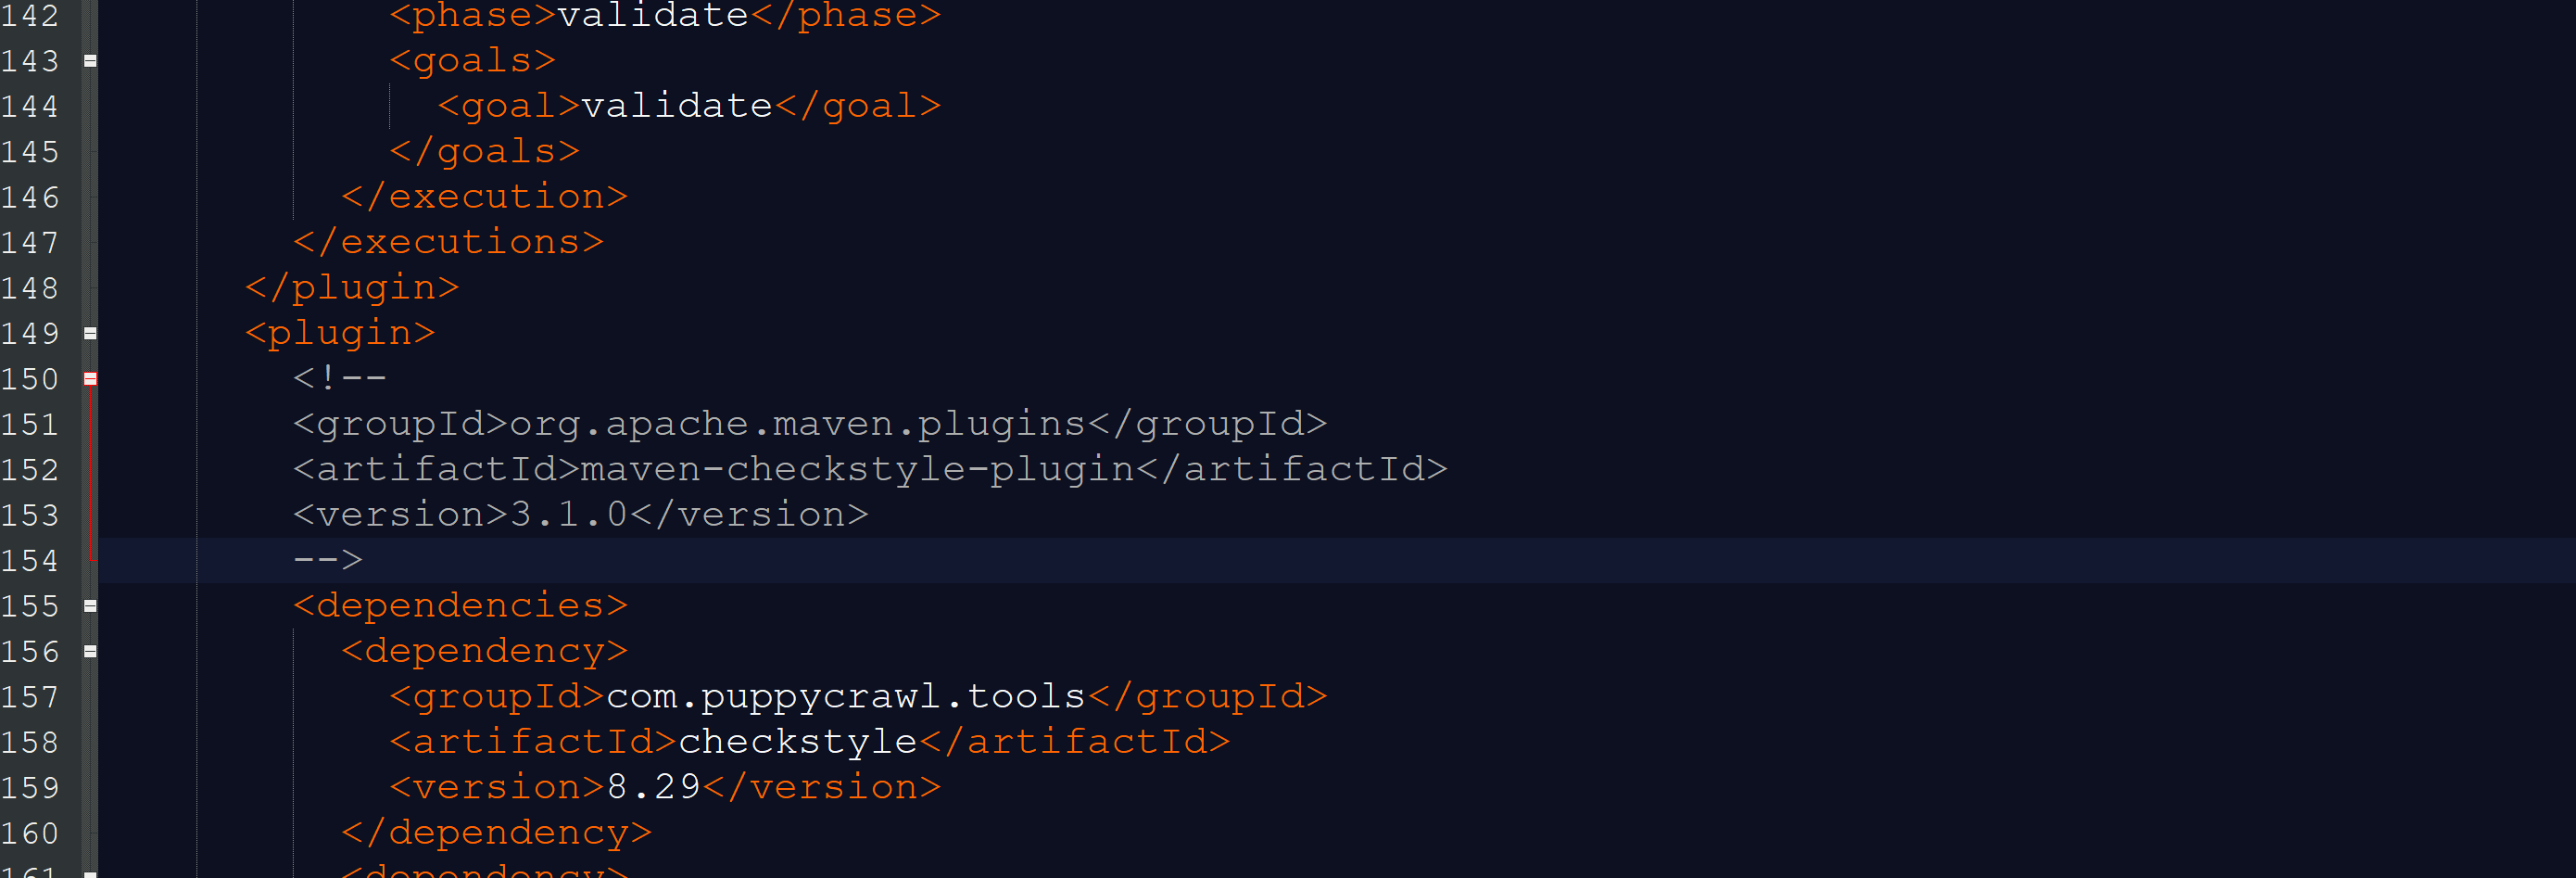 142 <phase>validate</phase>
143 <goals>
144 <goal>validate</goal>
145 </goals>
146 </execution>
147 </executions>
148 </plugin>
149 <plugin>
150 <!--
151 <groupId>org.apache.maven.plugins</groupId>
152 <artifactId>maven-checkstyle-plugin</artifactId>
153 <version>3.1.0</version>
154 -->
155 <dependencies>
156 <dependency>
157 <groupId>com.puppycrawl.tools</groupId>
158 <artifactId>checkstyle</artifactId>
159 <version>8.29</version>
160 </dependency>
161 <dependency>